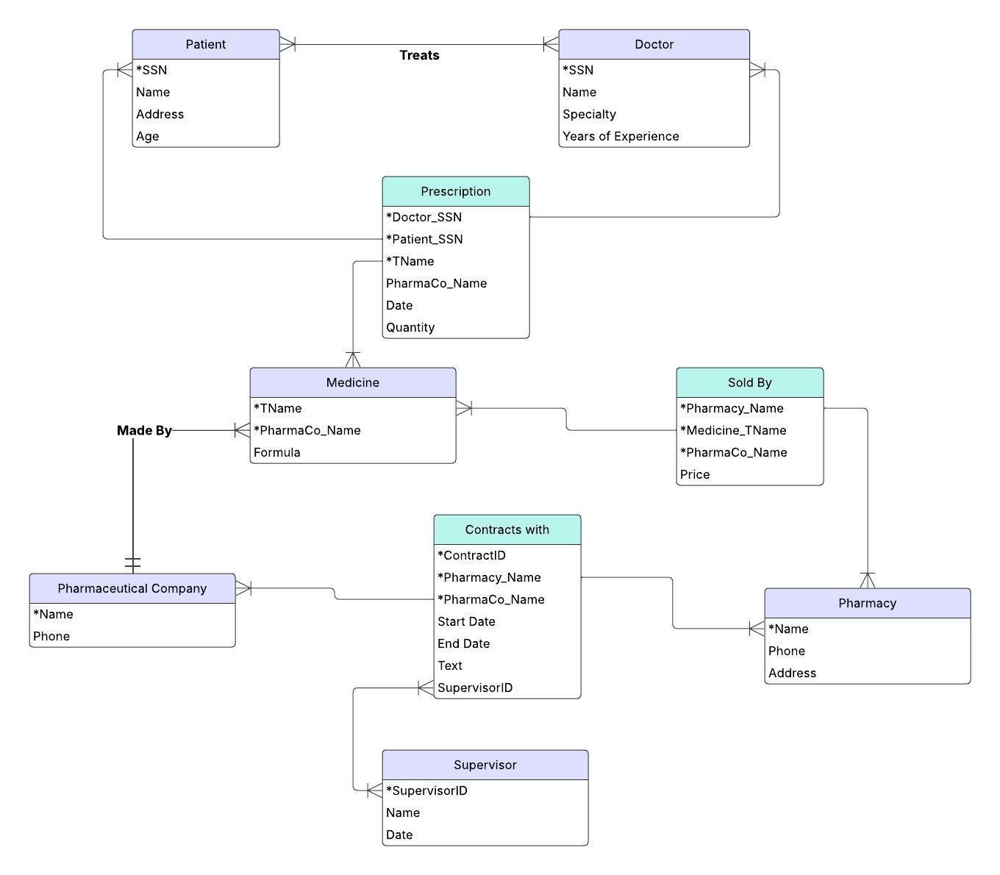 Patient
*SSN
Name
Address
Age
Treats
Doctor
*SSN
Name
Specialty
Years of Experience
Prescription
*Doctor_SSN
*Patient_SSN
*TName
PharmaCo_Name
Date
Quantity
Medicine
*TName
*PharmaCo_Name
Formula
Made By
Sold By
*Pharmacy_Name
*Medicine_TName
*PharmaCo_Name
Price
Contracts with
*ContractID
*Pharmacy_Name
*PharmaCo_Name
Start Date
End Date
Text
SupervisorID
Pharmaceutical Company
*Name
Phone
Pharmacy
*Name
Phone
Address
Supervisor
*SupervisorID
Name
Date